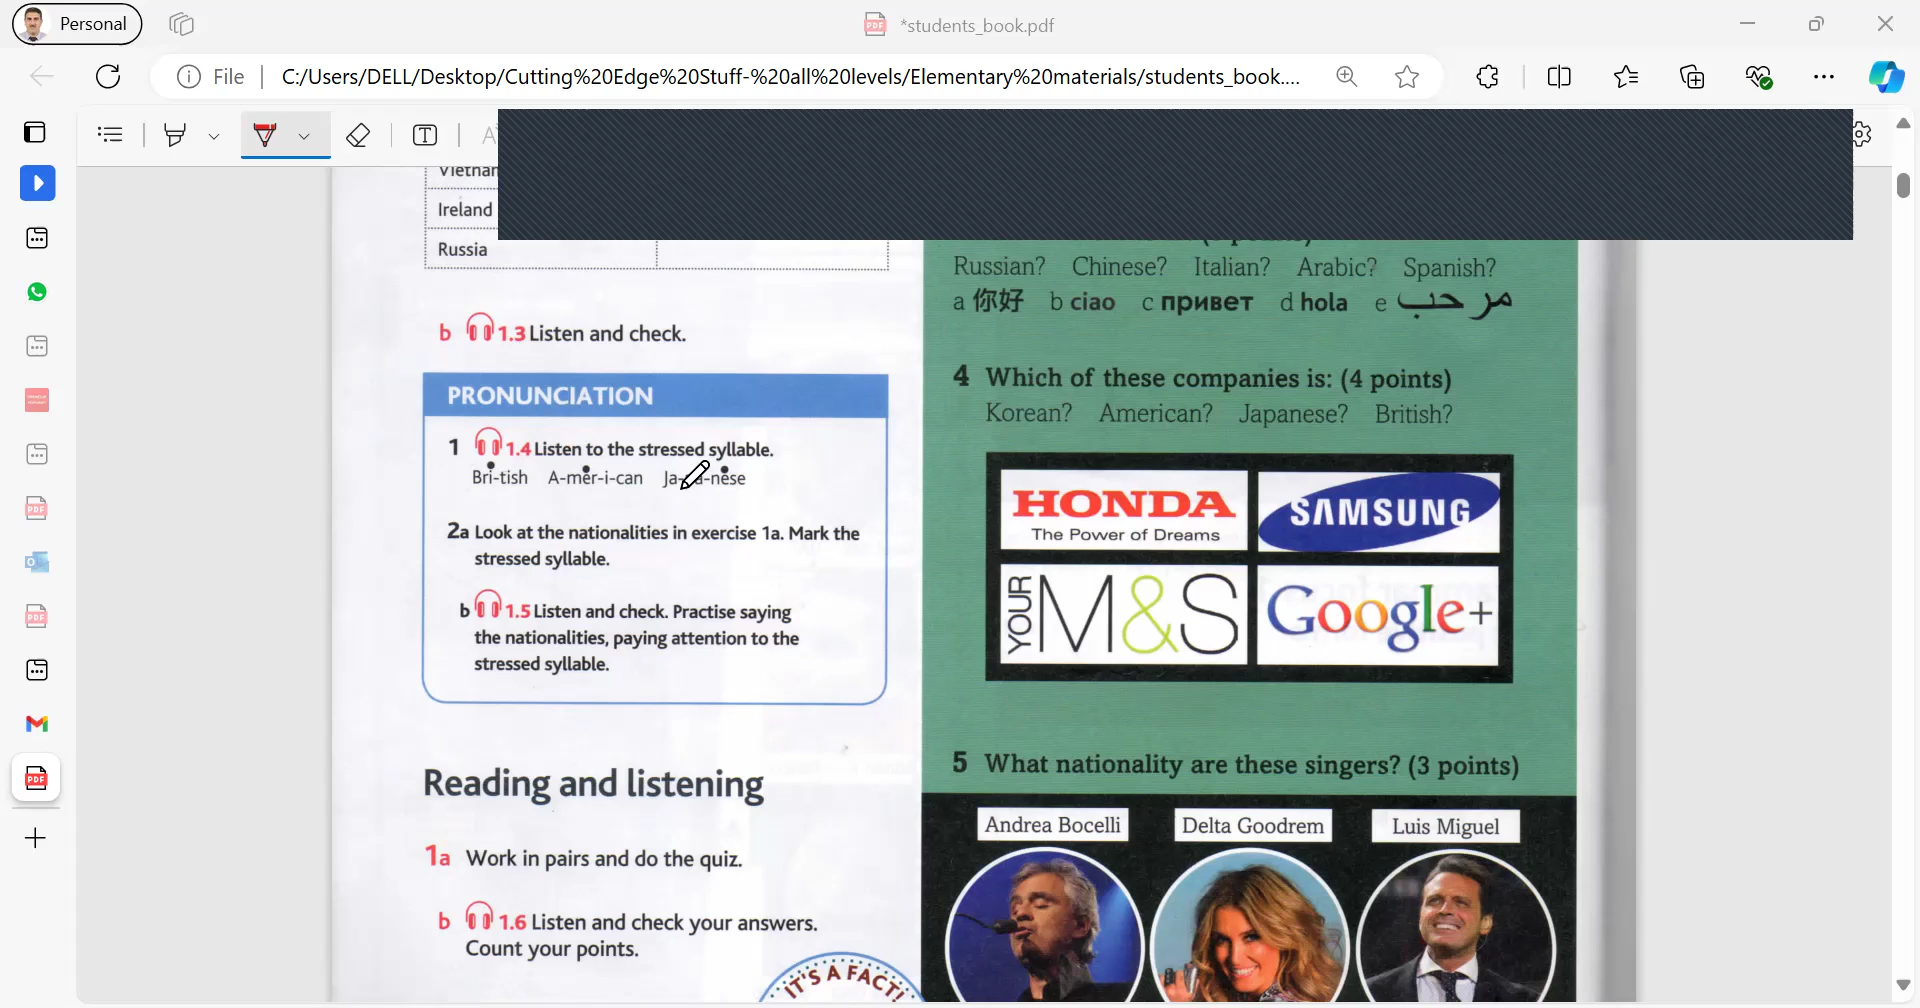 Personal
*students_book.pdf
File
C:/Users/DELL/Desktop/Cutting%20Edge%20Stuff-%20all%20levels/Elementary%20materials/students_book....
Ireland
Russia
b 1.3 Listen and check.
PRONUNCIATION
1 1.4 Listen to the stressed syllable.
Bri-tish A-mer-i-can
2a Look at the nationalities in exercise 1a. Mark the
stressed syllable.
b 1.5 Listen and check. Practise saying
the nationalities, paying attention to the
stressed syllable.
Reading and listening
1a Work in pairs and do the quiz.
b 1.6 Listen and check your answers.
Count your points.
IT'S A FACT!
Russian? Chinese? Italian? Arabic? Spanish?
a 你好 b ciao c привет d hola e مر حب
4 Which of these companies is: (4 points)
Korean? American? Japanese? British?
HONDA
The Power of Dreams
SAMSUNG
YOUR M&S
Google+
5 What nationality are these singers? (3 points)
Andrea Bocelli
Delta Goodrem
Luis Miguel